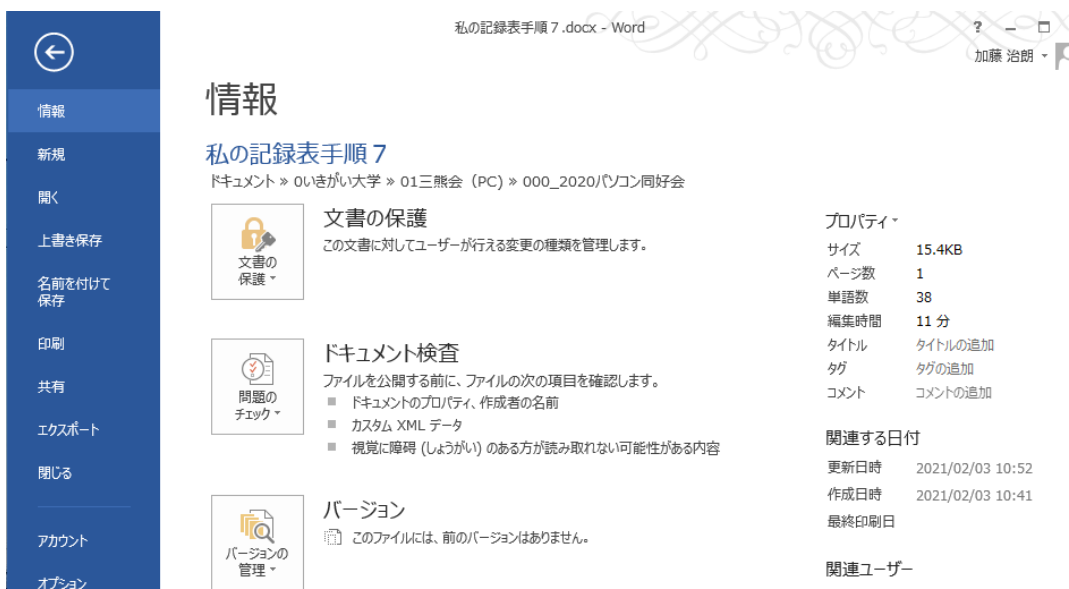 私の記録表手順７.docx - Word
?
加藤 治朗
情報
新規
開く
上書き保存
名前を付けて
保存
印刷
共有
エクスポート
閉じる
アカウント
オプション
情報
私の記録表手順７
ドキュメント » 0いきがい大学 » 01三熊会（PC) » 000_2020パソコン同好会
文書の
保護
文書の保護
この文書に対してユーザーが行える変更の種類を管理します。
問題の
チェック
ドキュメント検査
ファイルを公開する前に、ファイルの次の項目を確認します。
ドキュメントのプロパティ、作成者の名前
カスタム XML データ
視覚に障碍 (しょうがい) のある方が読み取れない可能性がある内容
バージョンの
管理
バージョン
このファイルには、前のバージョンはありません。
プロパティ
サイズ 15.4KB
ページ数 1
単語数 38
編集時間 11 分
タイトル タイトルの追加
タグ タグの追加
コメント コメントの追加
関連する日付
更新日時 2021/02/03 10:52
作成日時 2021/02/03 10:41
最終印刷日
関連ユーザー